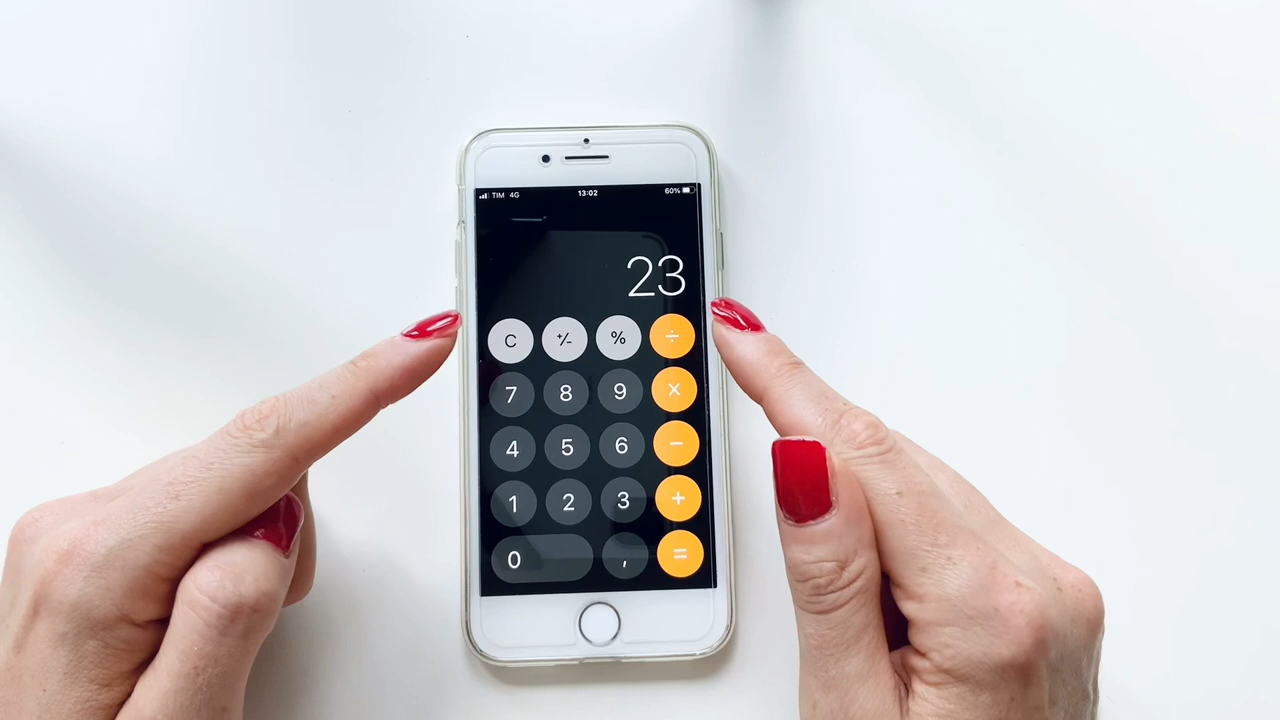 TIM 4G 13:02 60%
23
C ⁺/₋ % ÷
7 8 9 ×
4 5 6 −
1 2 3 +
0 , =